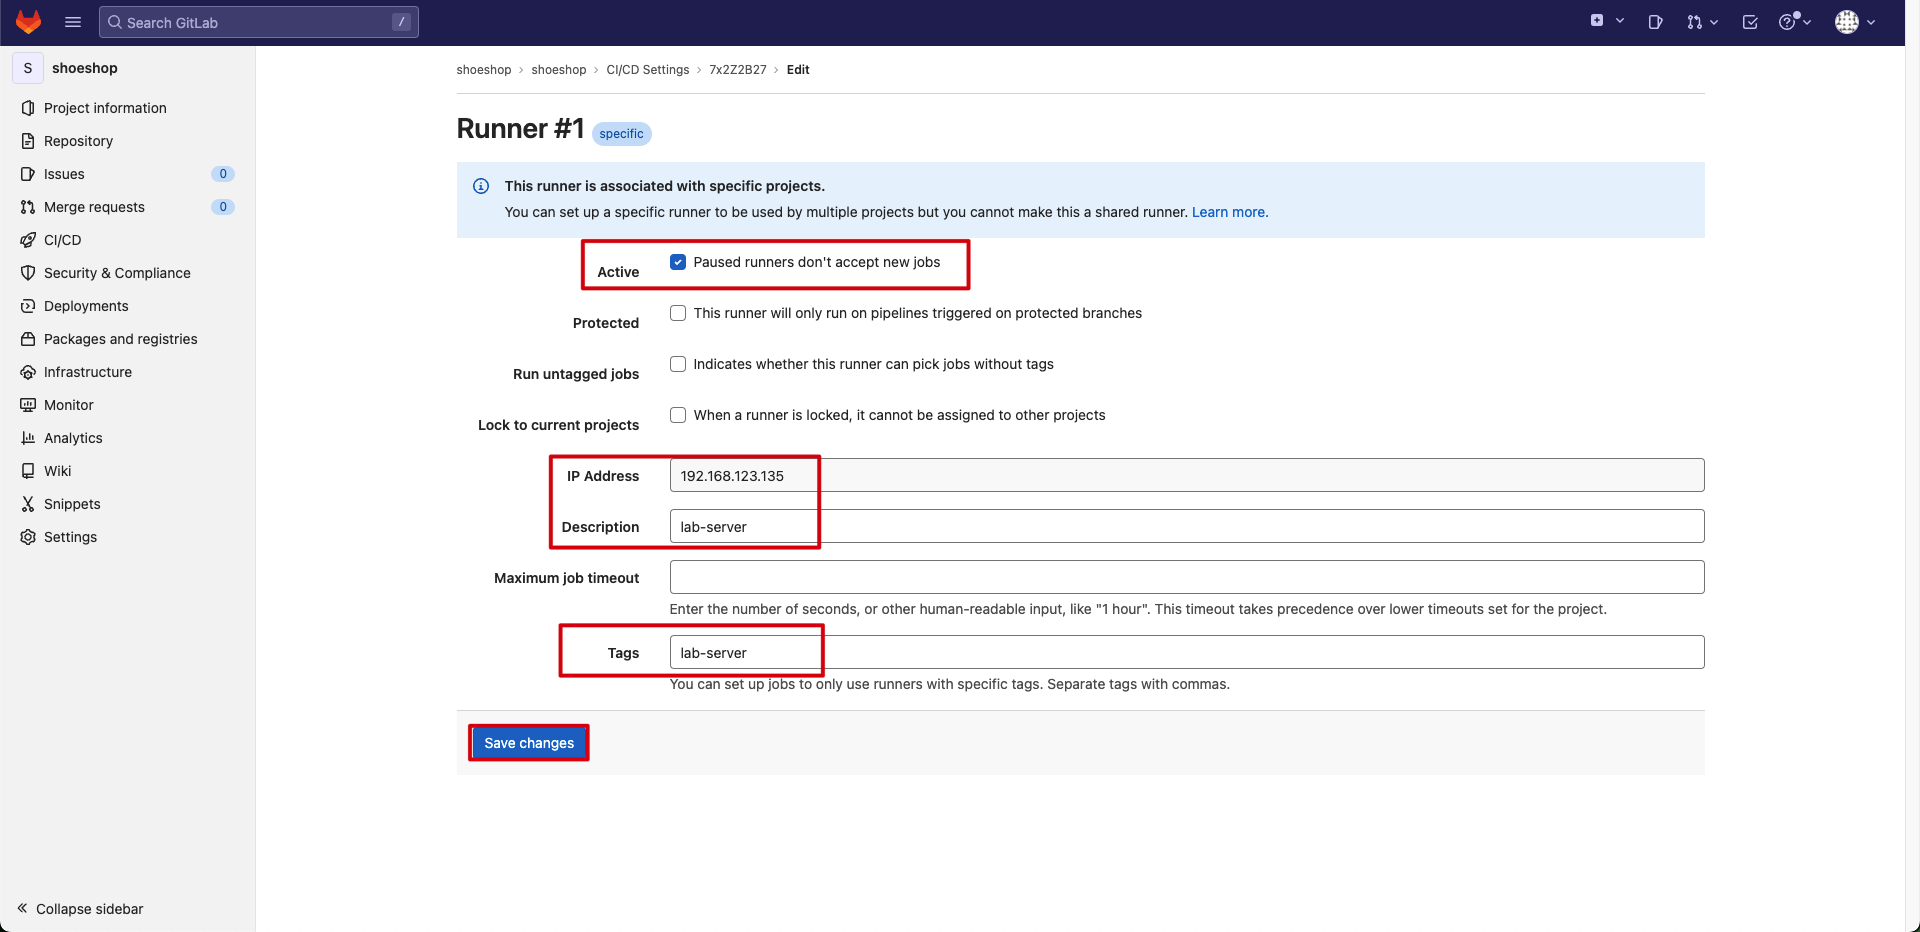 Search GitLab /
S shoeshop
Project information
Repository
Issues 0
Merge requests 0
CI/CD
Security & Compliance
Deployments
Packages and registries
Infrastructure
Monitor
Analytics
Wiki
Snippets
Settings
Collapse sidebar
shoeshop › shoeshop › CI/CD Settings › 7x2Z2B27 › Edit
Runner #1 specific
This runner is associated with specific projects.
You can set up a specific runner to be used by multiple projects but you cannot make this a shared runner. Learn more.
Active Paused runners don't accept new jobs
Protected This runner will only run on pipelines triggered on protected branches
Run untagged jobs Indicates whether this runner can pick jobs without tags
Lock to current projects When a runner is locked, it cannot be assigned to other projects
IP Address 192.168.123.135
Description lab-server
Maximum job timeout
Enter the number of seconds, or other human-readable input, like "1 hour". This timeout takes precedence over lower timeouts set for the project.
Tags lab-server
You can set up jobs to only use runners with specific tags. Separate tags with commas.
Save changes